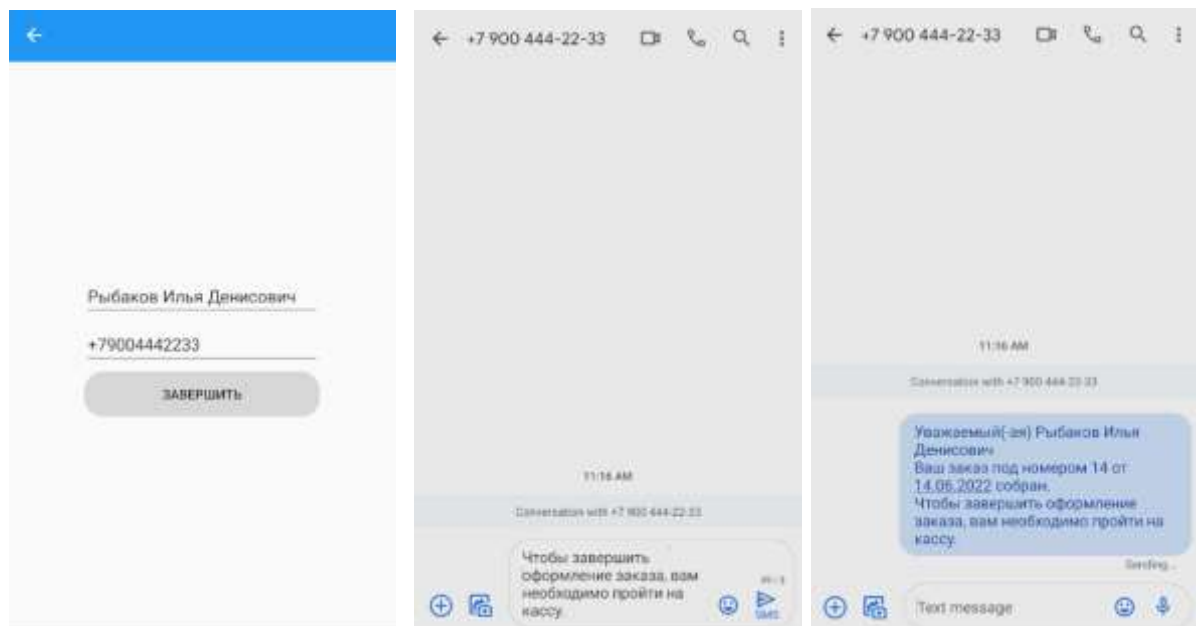 Рыбаков Илья Денисович
+79004442233
ЗАВЕРШИТЬ
+7 900 444-22-33
11:16 AM
Conversation with +7 900 444-22-33
Чтобы завершить
оформление заказа, вам
необходимо пройти на
кассу.
SMS
+7 900 444-22-33
11:16 AM
Conversation with +7 900 444-22-33
Уважаемый(-ая) Рыбаков Илья
Денисович
Ваш заказ под номером 14 от
14.06.2022 собран.
Чтобы завершить оформление
заказа, вам необходимо пройти на
кассу.
Sending...
Text message